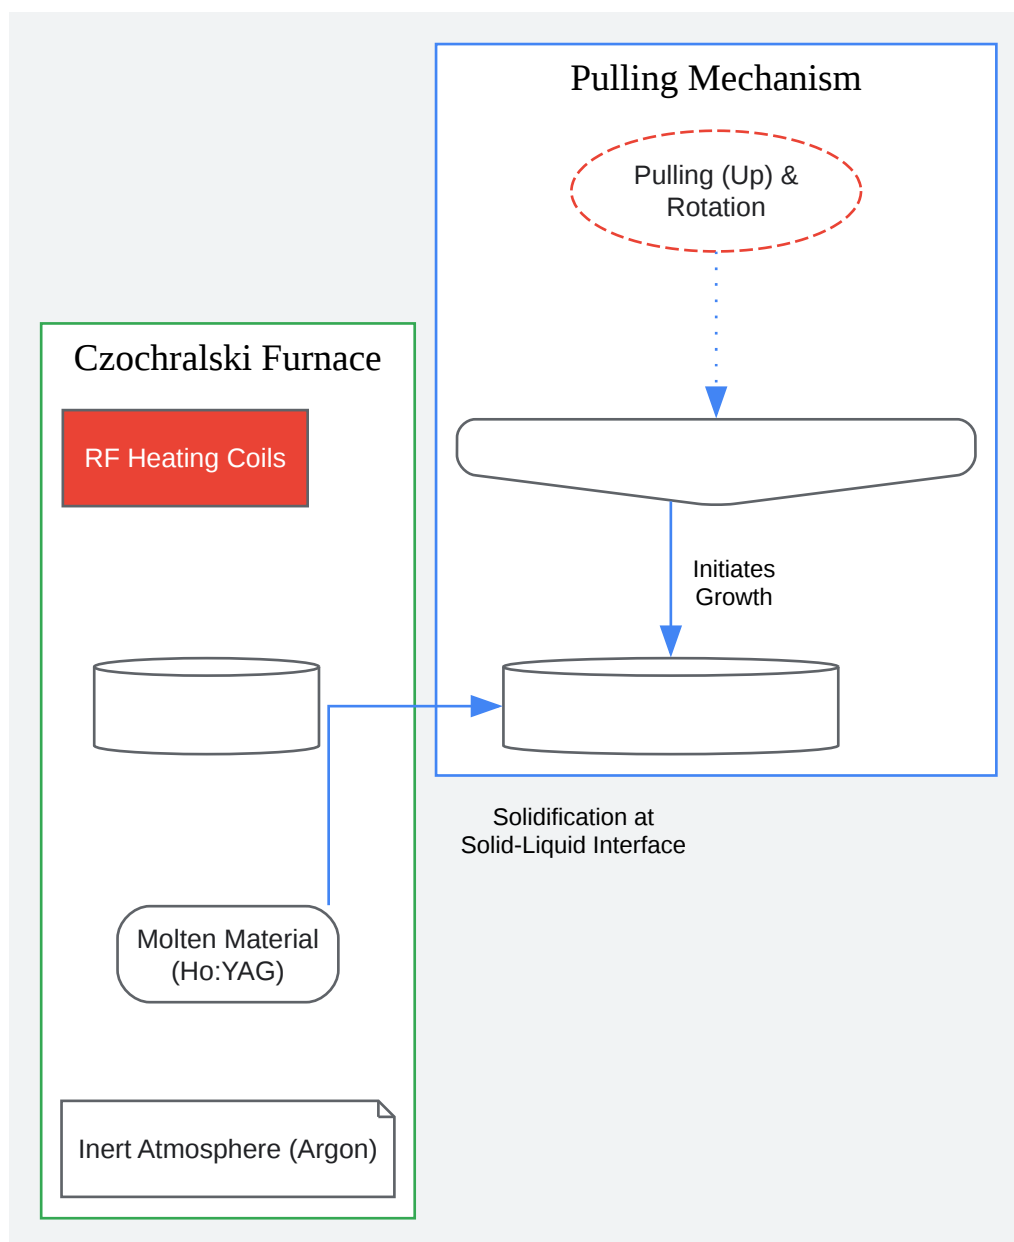 Pulling Mechanism
Pulling (Up) &
Rotation
Czochralski Furnace
RF Heating Coils
Initiates
Growth
Solidification at
Solid-Liquid Interface
Molten Material
(Ho:YAG)
Inert Atmosphere (Argon)